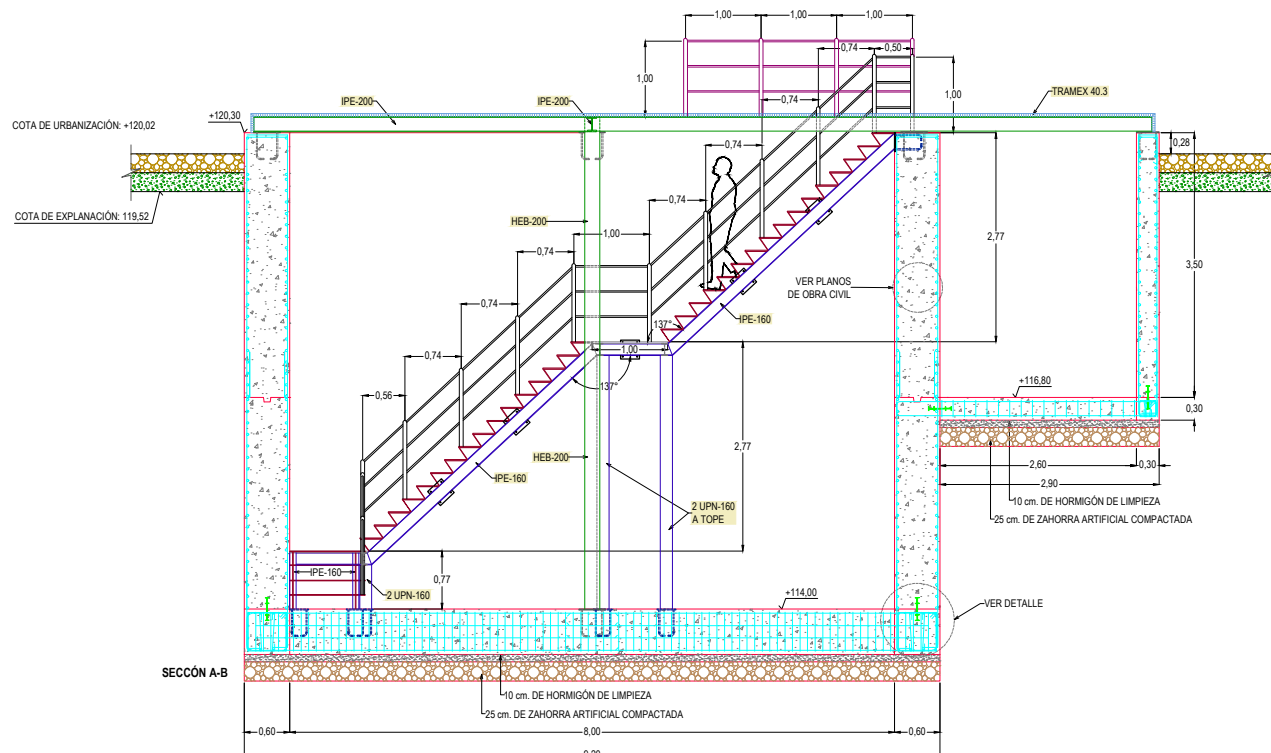 1,00 1,00 1,00
0,74 0,50
1,00
1,00
IPE-200
IPE-200
0,74
TRAMEX 40.3
+120,30
COTA DE URBANIZACIÓN: +120,02
0,28
0,74
COTA DE EXPLANACIÓN: 119,52
0,74
HEB-200
1,00
2,77
0,74
3,50
VER PLANOS
DE OBRA CIVIL
0,74
IPE-160
137°
1,00
0,74
137°
0,56
+116,80
0,30
2,77
HEB-200
IPE-160
2,60 0,30
2,90
2 UPN-160
A TOPE
10 cm. DE HORMIGÓN DE LIMPIEZA
25 cm. DE ZAHORRA ARTIFICIAL COMPACTADA
IPE-160
0,77
2 UPN-160
+114,00
VER DETALLE
SECCÓN A-B
10 cm. DE HORMIGÓN DE LIMPIEZA
25 cm. DE ZAHORRA ARTIFICIAL COMPACTADA
0,60 8,00 0,60